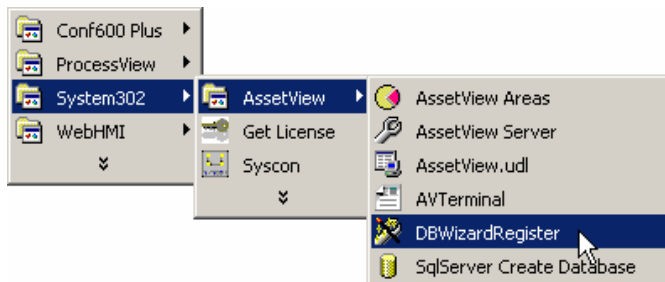 Conf600 Plus
ProcessView
System302
WebHMI
AssetView
Get License
Syscon
AssetView Areas
AssetView Server
AssetView.udl
AVTerminal
DBWizardRegister
SqlServer Create Database